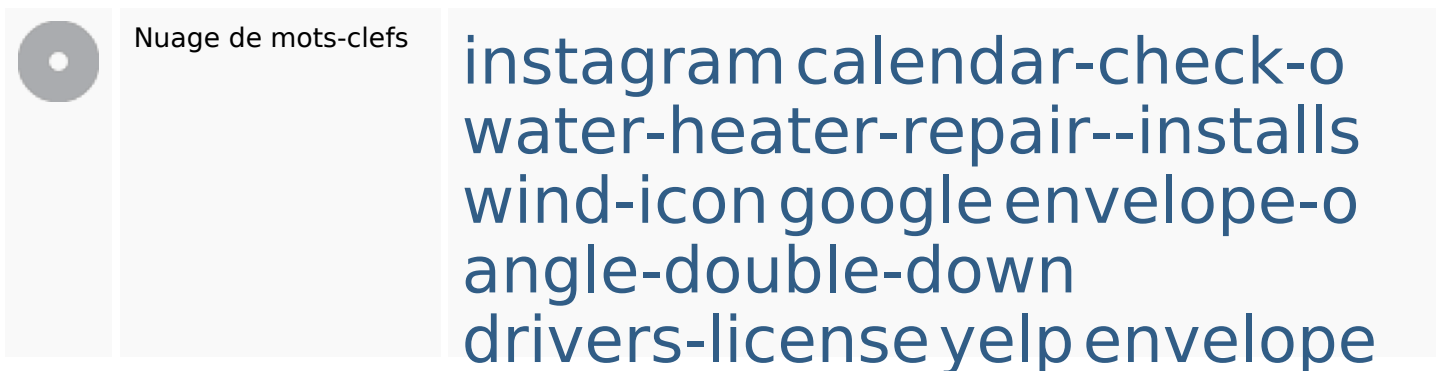 Nuage de mots-clefs
instagram calendar-check-o
water-heater-repair--installs
wind-icon google envelope-o
angle-double-down
drivers-license yelp envelope